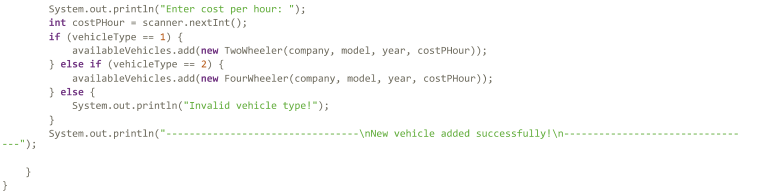 System.out.println("Enter cost per hour: ");
int costPHour = scanner.nextInt();
if (vehicleType == 1) {
availableVehicles.add(new TwoWheeler(company, model, year, costPHour));
} else if (vehicleType == 2) {
availableVehicles.add(new FourWheeler(company, model, year, costPHour));
} else {
System.out.println("Invalid vehicle type!");
}
System.out.println("---------------------------------\nNew vehicle added successfully!\n------------------------------
---");
}
}